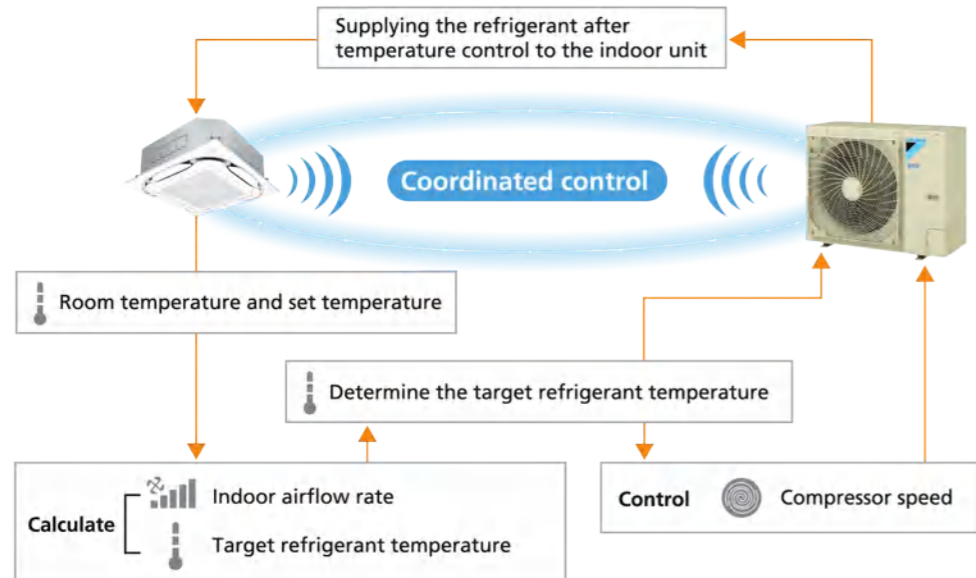 Supplying the refrigerant after
temperature control to the indoor unit
Coordinated control
Room temperature and set temperature
Determine the target refrigerant temperature
Calculate
Indoor airflow rate
Target refrigerant temperature
Control
Compressor speed